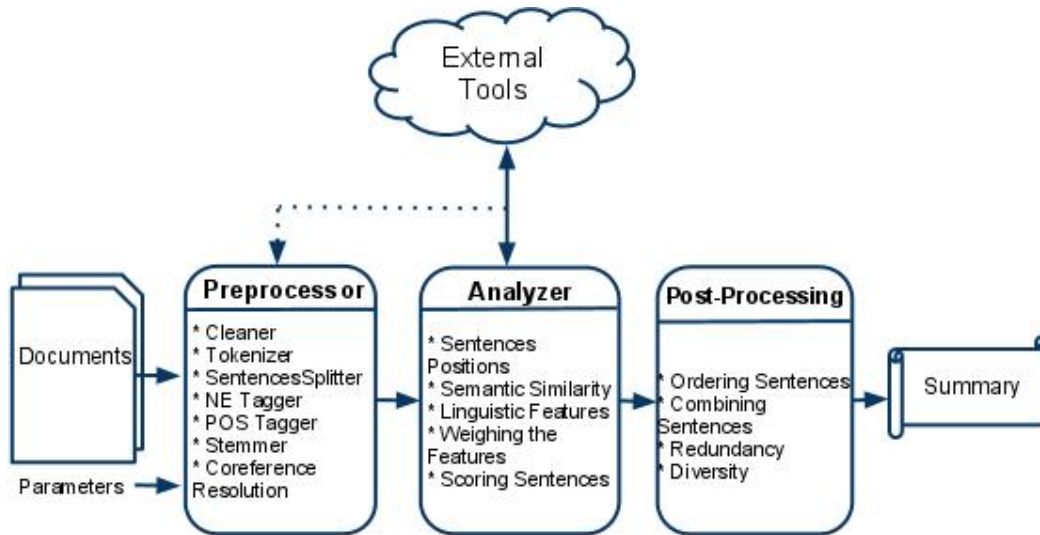 External
Tools
Documents
Parameters
Preprocessor
* Cleaner
* Tokenizer
* SentencesSplitter
* NE Tagger
* POS Tagger
* Stemmer
* Coreference
Resolution
Analyzer
* Sentences
Positions
* Semantic Similarity
* Linguistic Features
* Weighing the
Features
* Scoring Sentences
Post-Processing
* Ordering Sentences
* Combining
Sentences
* Redundancy
* Diversity
Summary